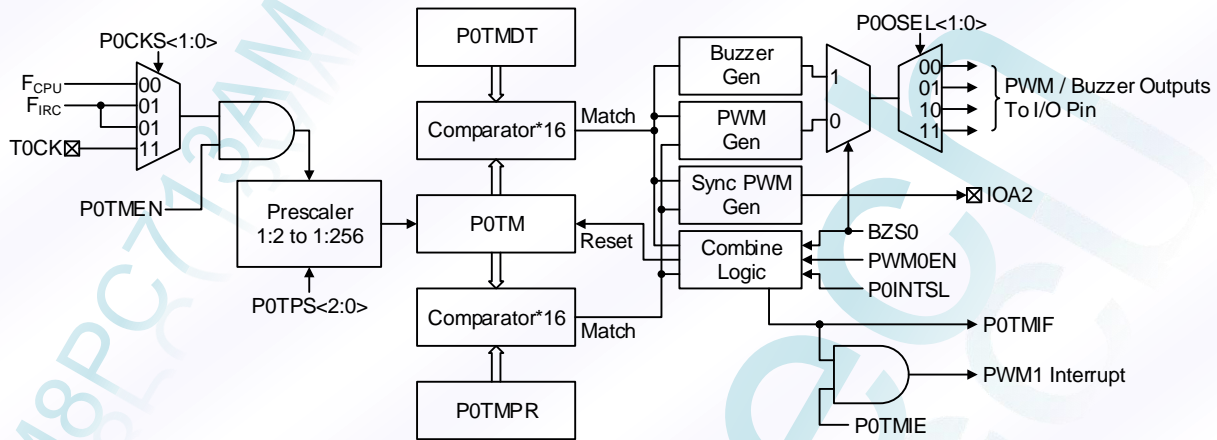 P0CKS<1:0>
FCPU
FIRC
T0CK
00
01
01
11
P0TMEN
Prescaler
1:2 to 1:256
P0TPS<2:0>
P0TMDT
Comparator*16
Match
P0TM
Reset
Comparator*16
Match
P0TMPR
Buzzer
Gen
PWM
Gen
Sync PWM
Gen
Combine
Logic
1
0
P0OSEL<1:0>
00
01
10
11
PWM / Buzzer Outputs
To I/O Pin
IOA2
BZS0
PWM0EN
P0INTSL
P0TMIF
PWM1 Interrupt
P0TMIE